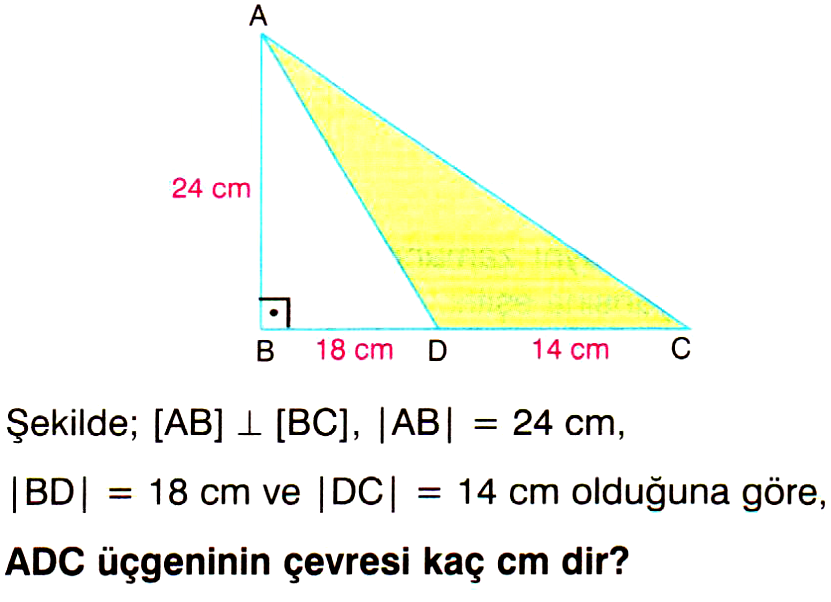 A
24 cm
B 18 cm D 14 cm C
Şekilde; [AB] ⊥ [BC], |AB| = 24 cm,
|BD| = 18 cm ve |DC| = 14 cm olduğuna göre,
ADC üçgeninin çevresi kaç cm dir?